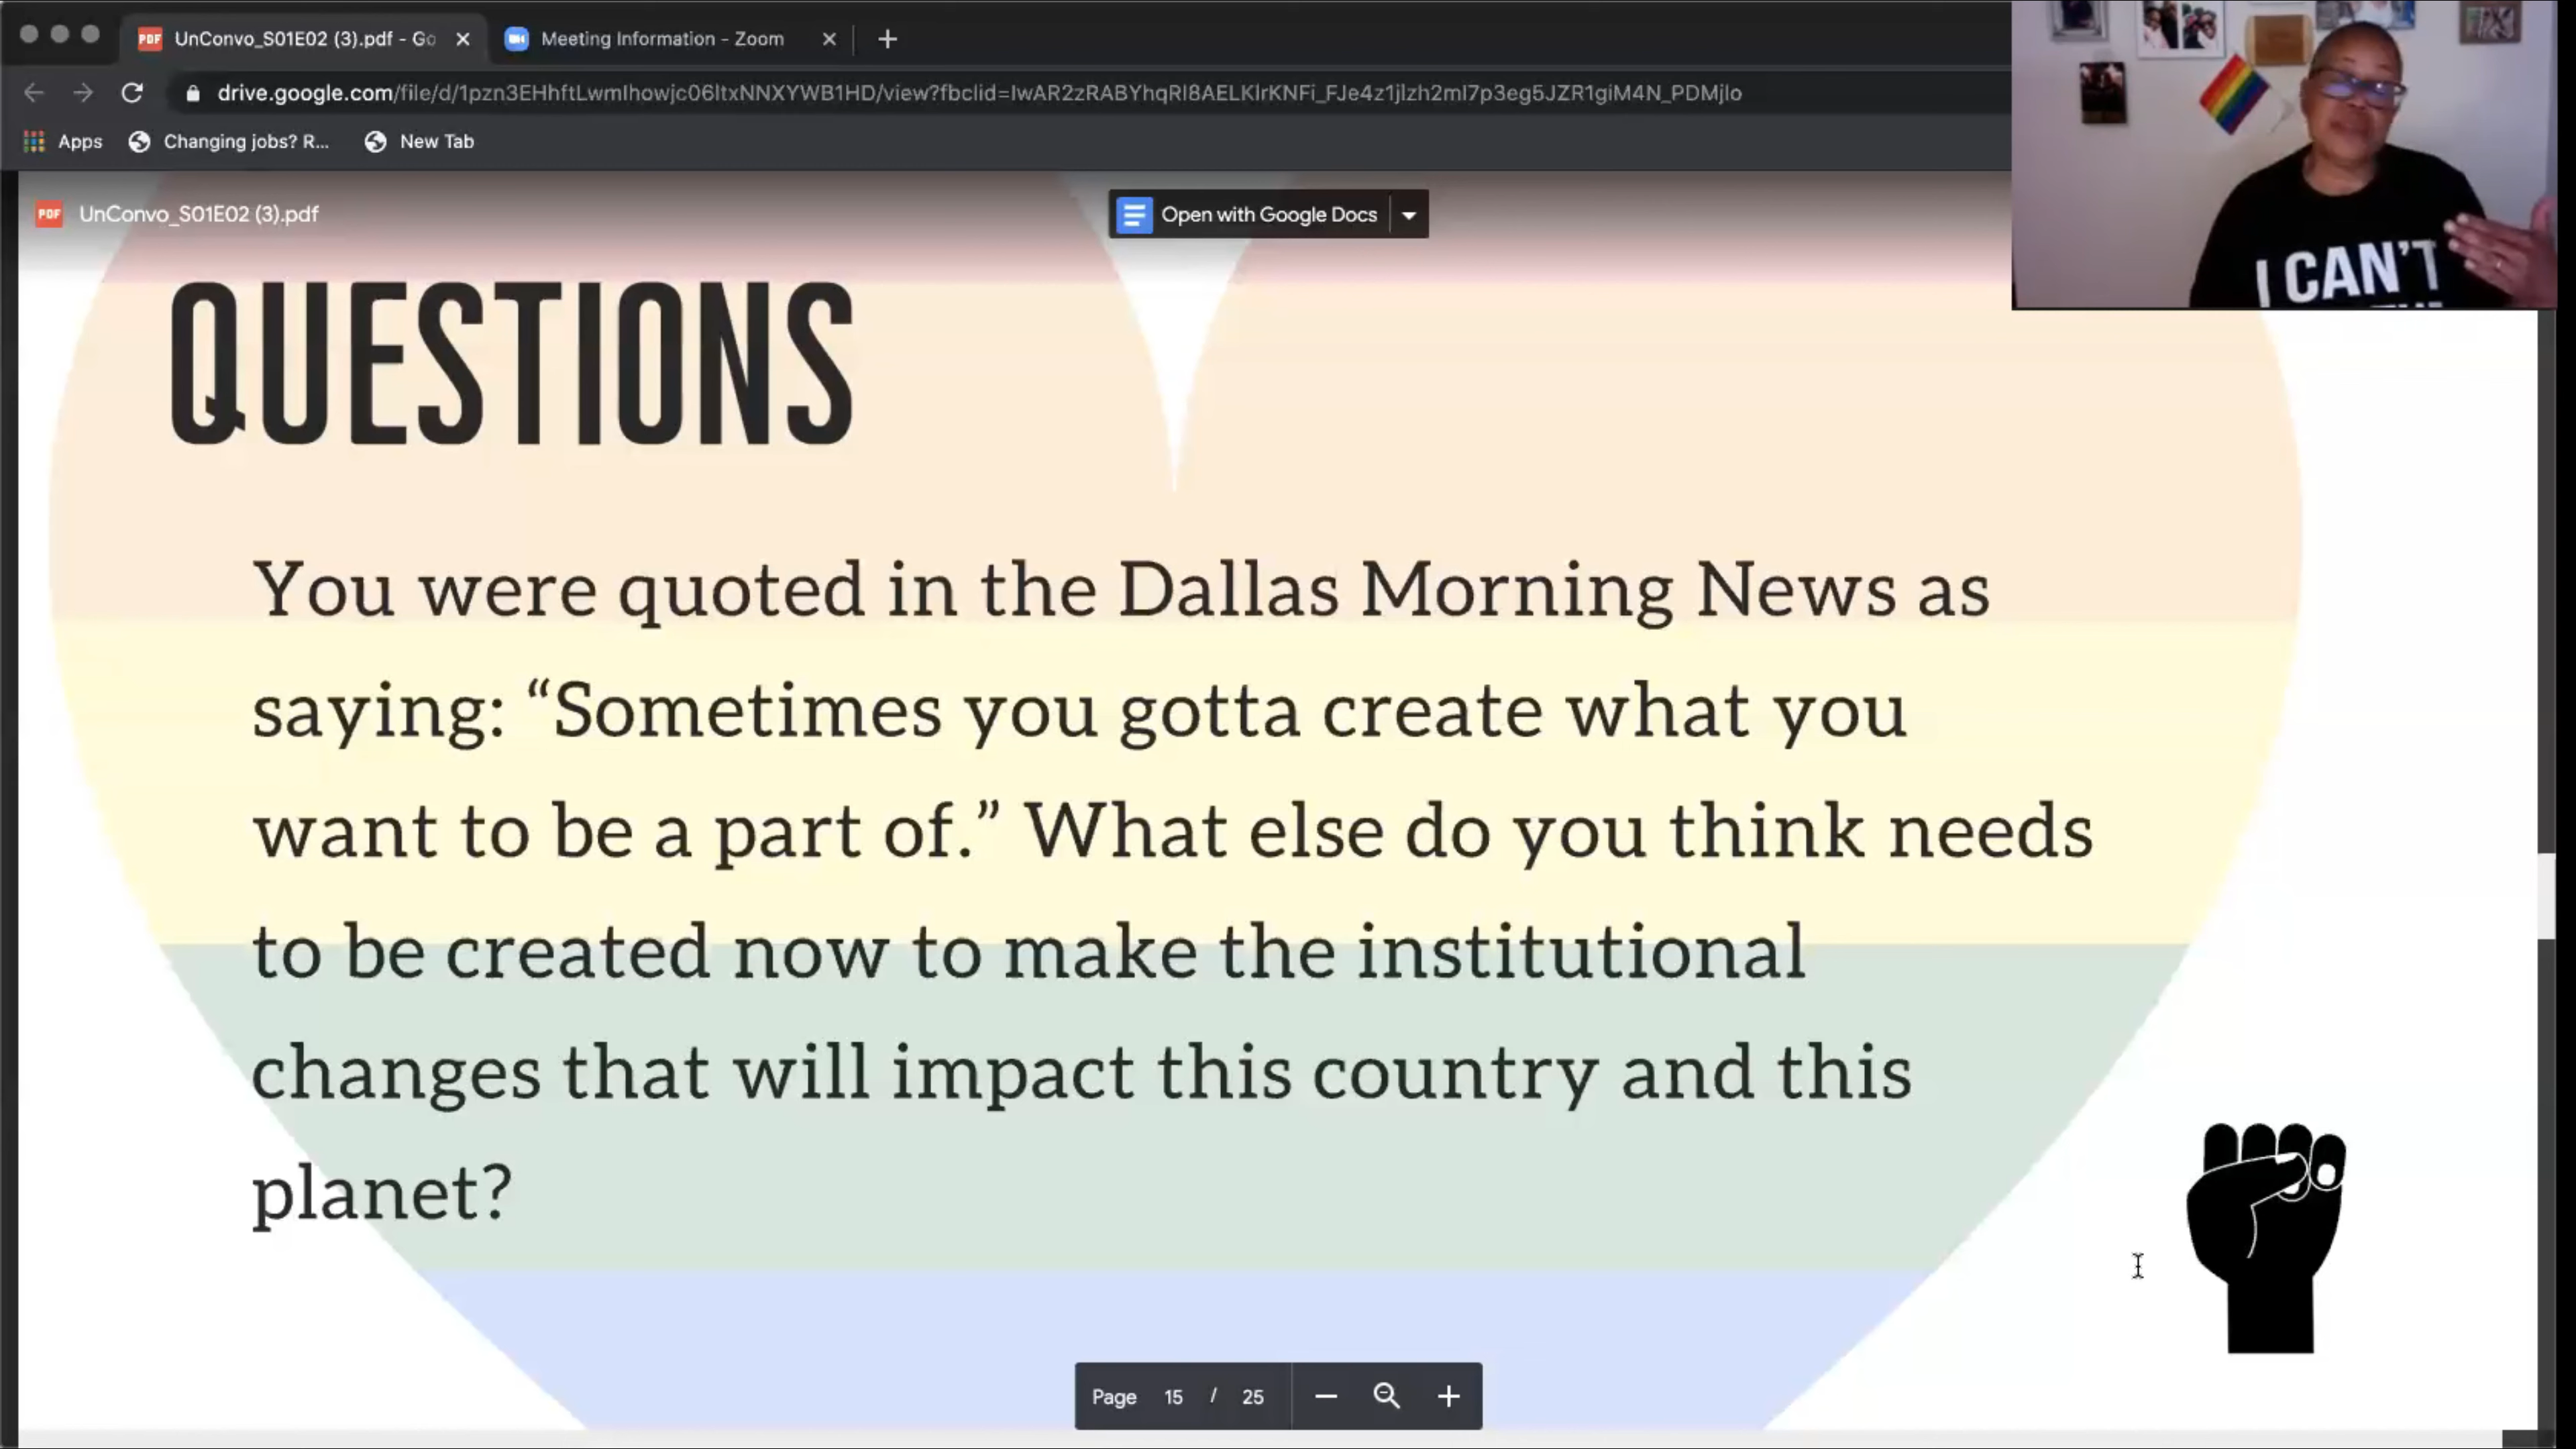 UnConvo_S01E02 (3).pdf - Go
Meeting Information - Zoom
drive.google.com/file/d/1pzn3EHhftLwmIhowjc06ltxNNXYWB1HD/view?fbclid=IwAR2zRABYhqRI8AELKlrKNFi_FJe4z1jlzh2mI7p3eg5JZR1giM4N_PDMjlo
Apps
Changing jobs? R...
New Tab
PDF UnConvo_S01E02 (3).pdf
Open with Google Docs
I CAN'T
QUESTIONS
You were quoted in the Dallas Morning News as
saying: “Sometimes you gotta create what you
want to be a part of.” What else do you think needs
to be created now to make the institutional
changes that will impact this country and this
planet?
Page 15 / 25